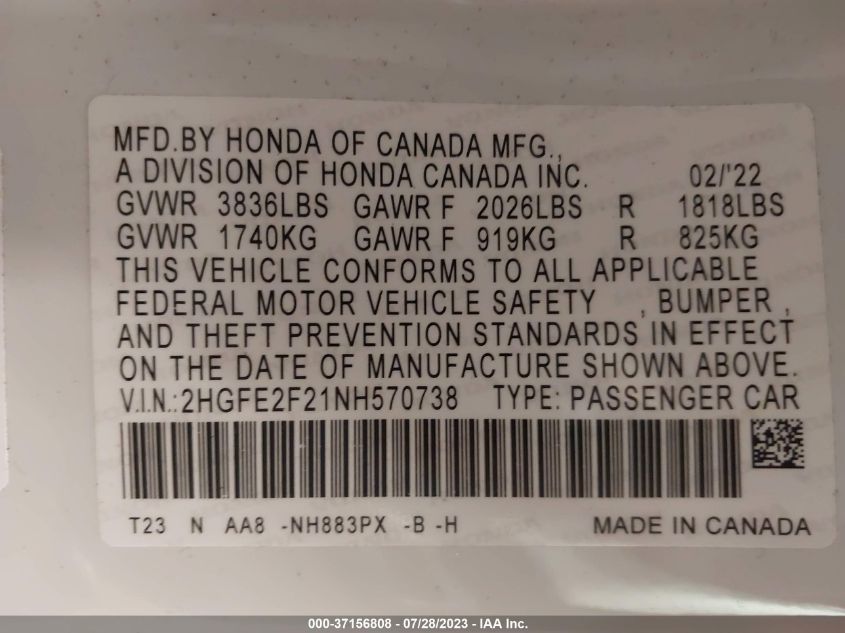 MFD.BY HONDA OF CANADA MFG.,
A DIVISION OF HONDA CANADA INC. 02/'22
GVWR 3836LBS GAWR F 2026LBS R 1818LBS
GVWR 1740KG GAWR F 919KG R 825KG
THIS VEHICLE CONFORMS TO ALL APPLICABLE
FEDERAL MOTOR VEHICLE SAFETY , BUMPER ,
AND THEFT PREVENTION STANDARDS IN EFFECT
ON THE DATE OF MANUFACTURE SHOWN ABOVE.
V.I.N.:2HGFE2F21NH570738 TYPE: PASSENGER CAR
T23 N AA8 -NH883PX -B -H MADE IN CANADA
000-37156808 - 07/28/2023 - IAA Inc.